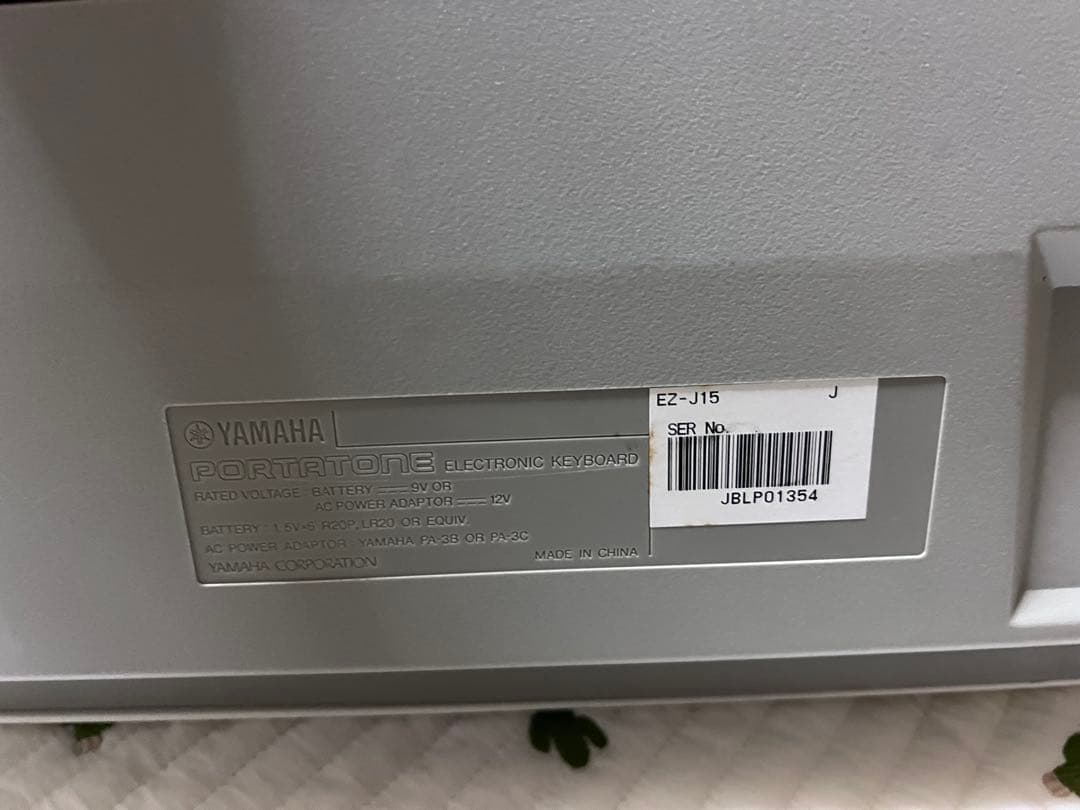 YAMAHA
PORTATONE ELECTRONIC KEYBOARD
RATED VOLTAGE : BATTERY 9V OR
AC POWER ADAPTOR 12V
BATTERY : 1.5V×6 R20P, LR20 OR EQUIV.
AC POWER ADAPTOR : YAMAHA PA-3B OR PA-3C
YAMAHA CORPORATION
MADE IN CHINA
EZ-J15 J
SER No.
JBLP01354